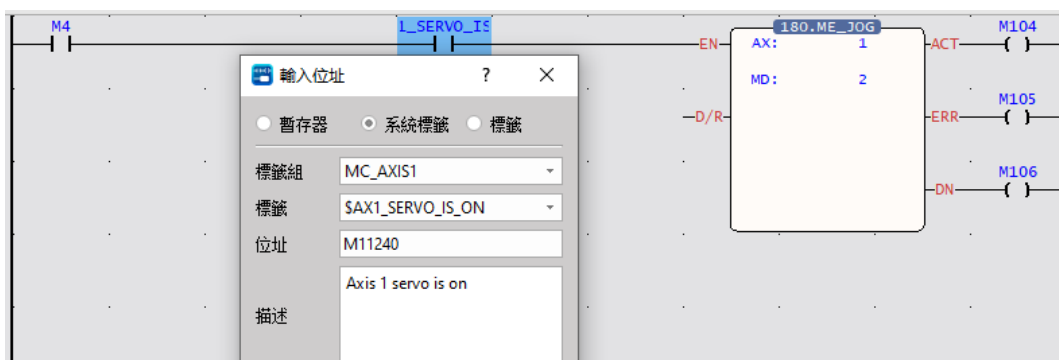 M4
1_SERVO_IS
180.ME_JOG
M104
EN
AX: 1
ACT
MD: 2
M105
D/R
ERR
M106
DN
輸入位址 ? ×
暫存器 系統標籤 標籤
標籤組 MC_AXIS1
標籤 $AX1_SERVO_IS_ON
位址 M11240
描述 Axis 1 servo is on